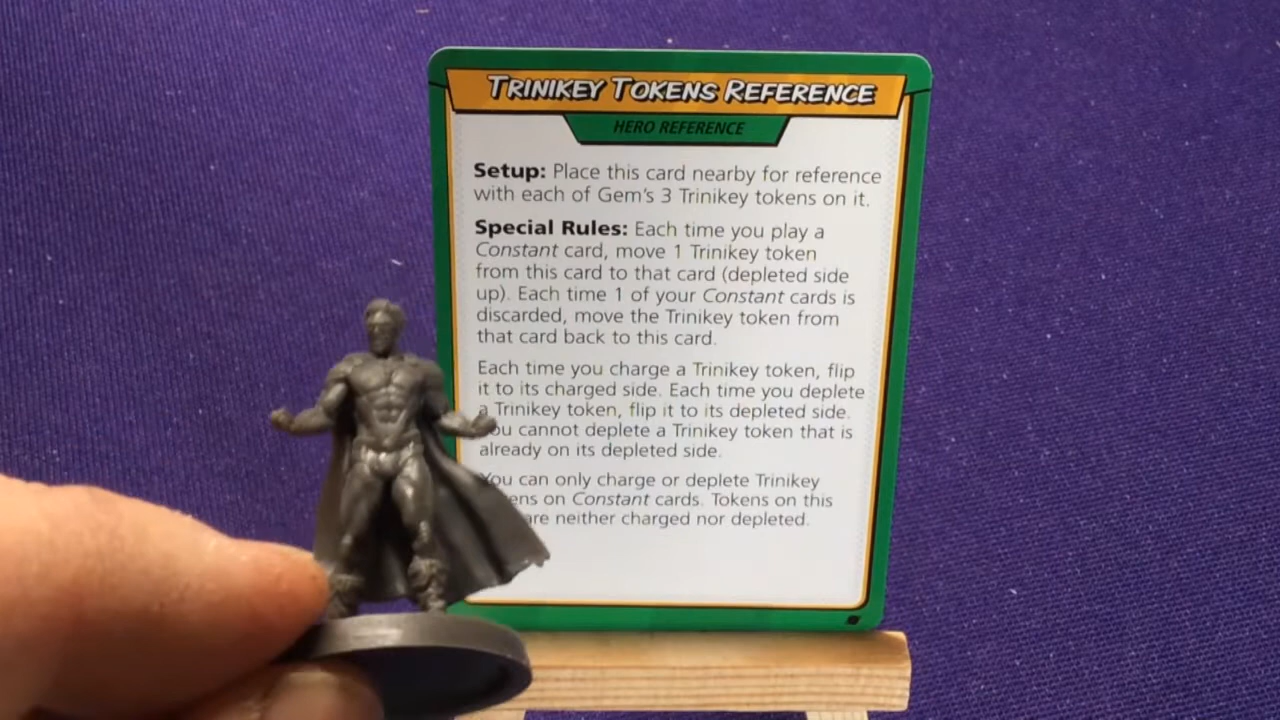 TRINIKEY TOKENS REFERENCE
HERO REFERENCE
Setup: Place this card nearby for reference
with each of Gem's 3 Trinikey tokens on it.
Special Rules: Each time you play a
Constant card, move 1 Trinikey token
from this card to that card (depleted side
up). Each time 1 of your Constant cards is
discarded, move the Trinikey token from
that card back to this card.
Each time you charge a Trinikey token, flip
it to its charged side. Each time you deplete
a Trinikey token, flip it to its depleted side.
You cannot deplete a Trinikey token that is
already on its depleted side.
You can only charge or deplete Trinikey
ens on Constant cards. Tokens on this
are neither charged nor depleted.